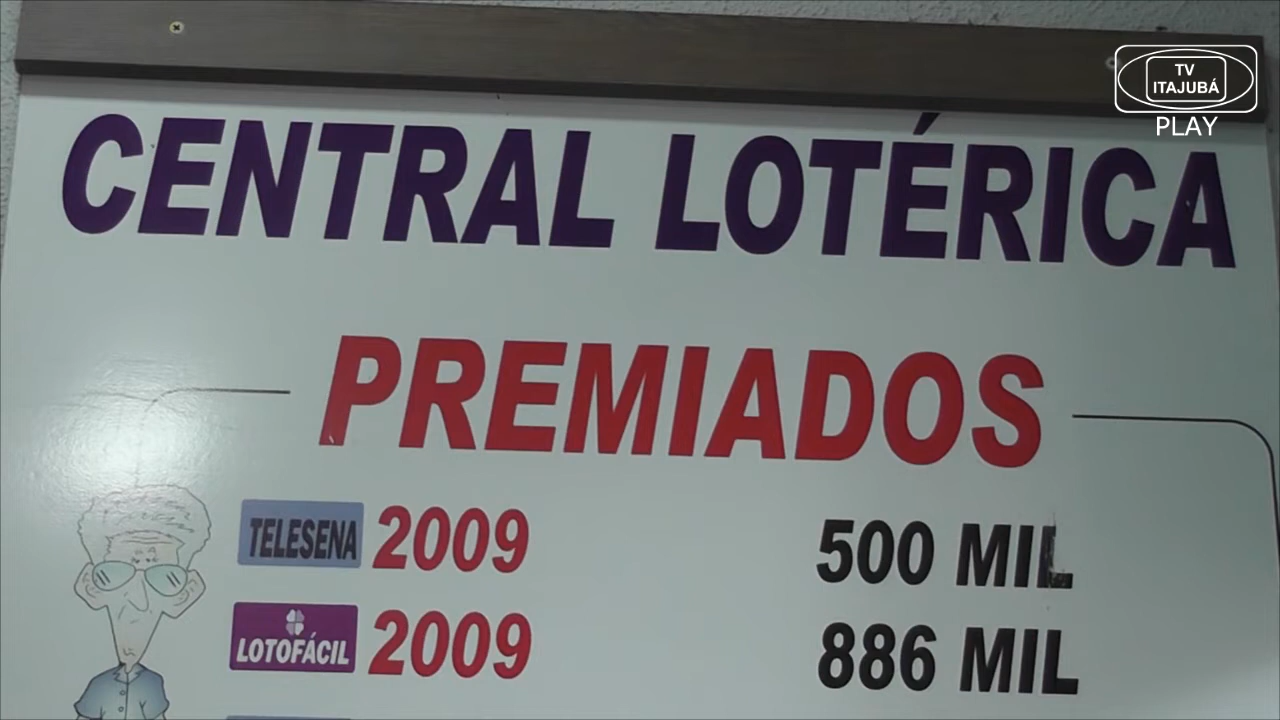 TV
ITAJUBÁ
PLAY
CENTRAL LOTÉRICA
PREMIADOS
TELESENA 2009 500 MIL
LOTOFÁCIL 2009 886 MIL